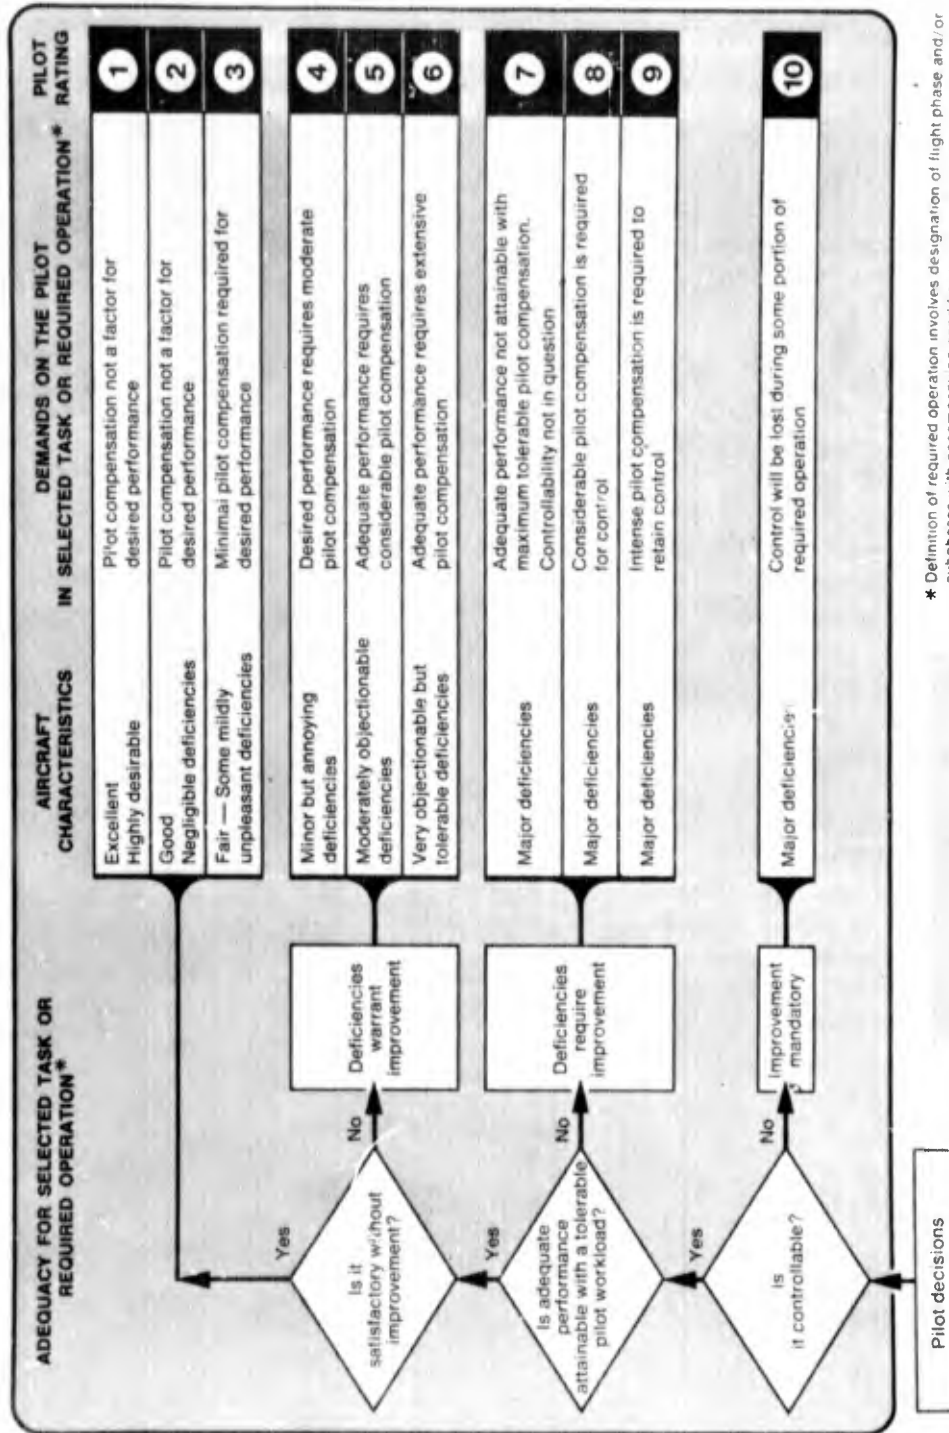 ADEQUACY FOR SELECTED TASK OR
REQUIRED OPERATION*
AIRCRAFT
CHARACTERISTICS
DEMANDS ON THE PILOT
IN SELECTED TASK OR REQUIRED OPERATION*
PILOT
RATING
Excellent
Highly desirable
Pilot compensation not a factor for
desired performance
1
Good
Negligible deficiencies
Pilot compensation not a factor for
desired performance
2
Fair — Some mildly
unpleasant deficiencies
Minimal pilot compensation required for
desired performance
3
Yes
Is it
satisfactory without
improvement?
No
Deficiencies
warrant
improvement
Minor but annoying
deficiencies
Desired performance requires moderate
pilot compensation
4
Moderately objectionable
deficiencies
Adequate performance requires
considerable pilot compensation
5
Very objectionable but
tolerable deficiencies
Adequate performance requires extensive
pilot compensation
6
Yes
Is adequate
performance
attainable with a tolerable
pilot workload?
No
Deficiencies
require
improvement
Major deficiencies
Adequate performance not attainable with
maximum tolerable pilot compensation.
Controllability not in question
7
Major deficiencies
Considerable pilot compensation is required
for control
8
Major deficiencies
Intense pilot compensation is required to
retain control
9
Yes
Is
it controllable?
No
Improvement
mandatory
Major deficiencies
Control will be lost during some portion of
required operation
10
Pilot decisions
* Definition of required operation involves designation of flight phase and/or